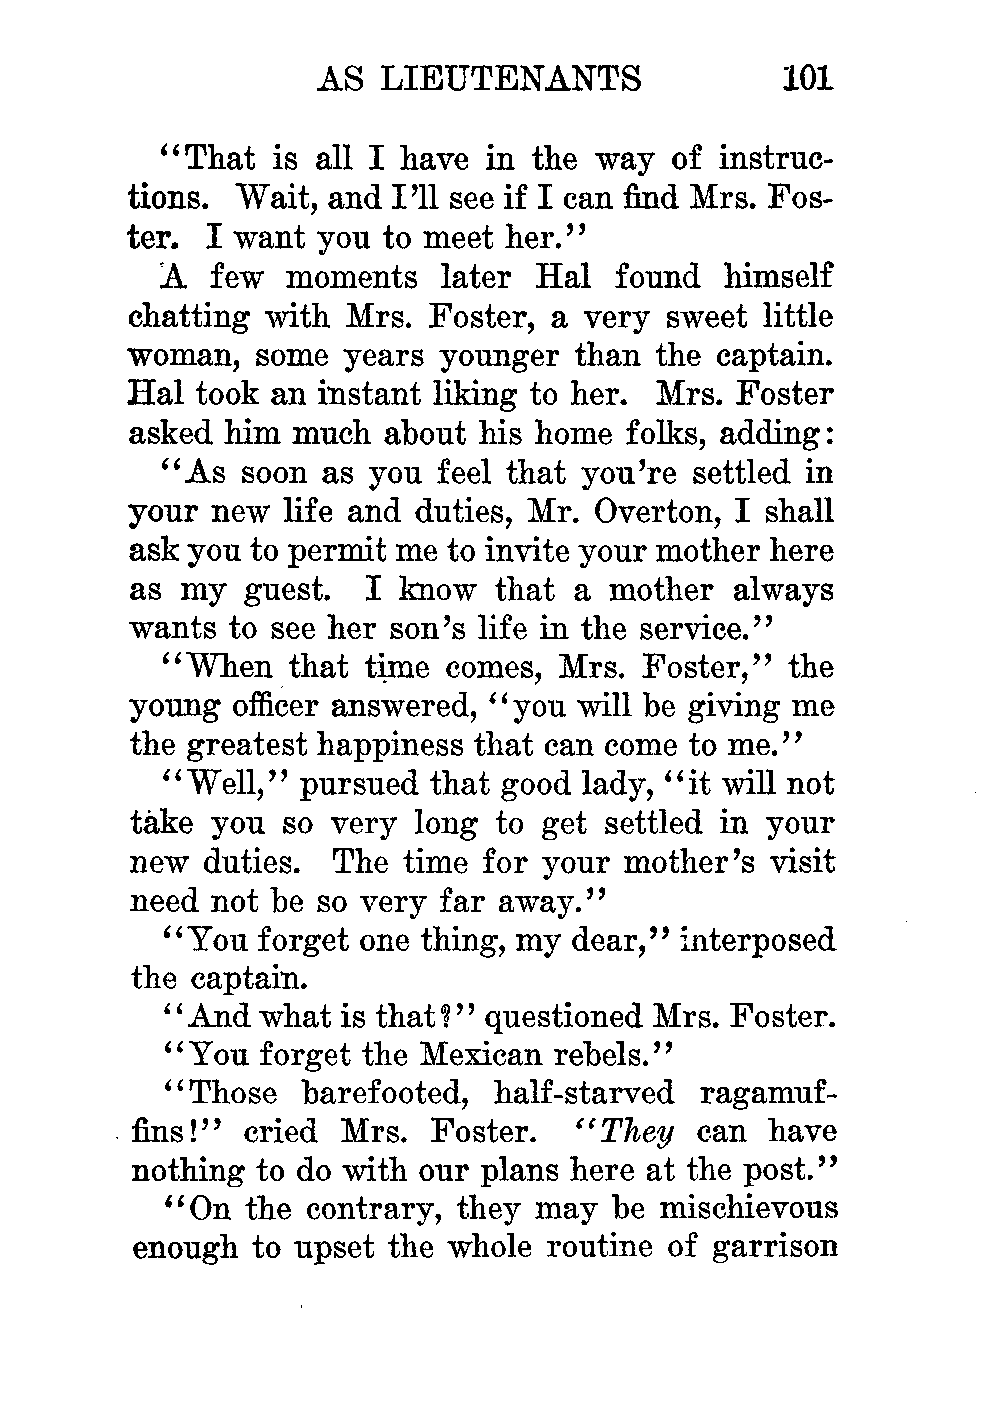 AS LIEUTENANTS 101
“That is all I have in the way of instruc-
tions. Wait, and I’ll see if I can find Mrs. Fos-
ter. I want you to meet her.”
A few moments later Hal found himself
chatting with Mrs. Foster, a very sweet little
woman, some years younger than the captain.
Hal took an instant liking to her. Mrs. Foster
asked him much about his home folks, adding:
“As soon as you feel that you’re settled in
your new life and duties, Mr. Overton, I shall
ask you to permit me to invite your mother here
as my guest. I know that a mother always
wants to see her son’s life in the service.”
“When that time comes, Mrs. Foster,” the
young officer answered, “you will be giving me
the greatest happiness that can come to me.”
“Well,” pursued that good lady, “it will not
take you so very long to get settled in your
new duties. The time for your mother’s visit
need not be so very far away.”
“You forget one thing, my dear,” interposed
the captain.
“And what is that?” questioned Mrs. Foster.
“You forget the Mexican rebels.”
“Those barefooted, half-starved ragamuf-
fins!” cried Mrs. Foster. “They can have
nothing to do with our plans here at the post.”
“On the contrary, they may be mischievous
enough to upset the whole routine of garrison